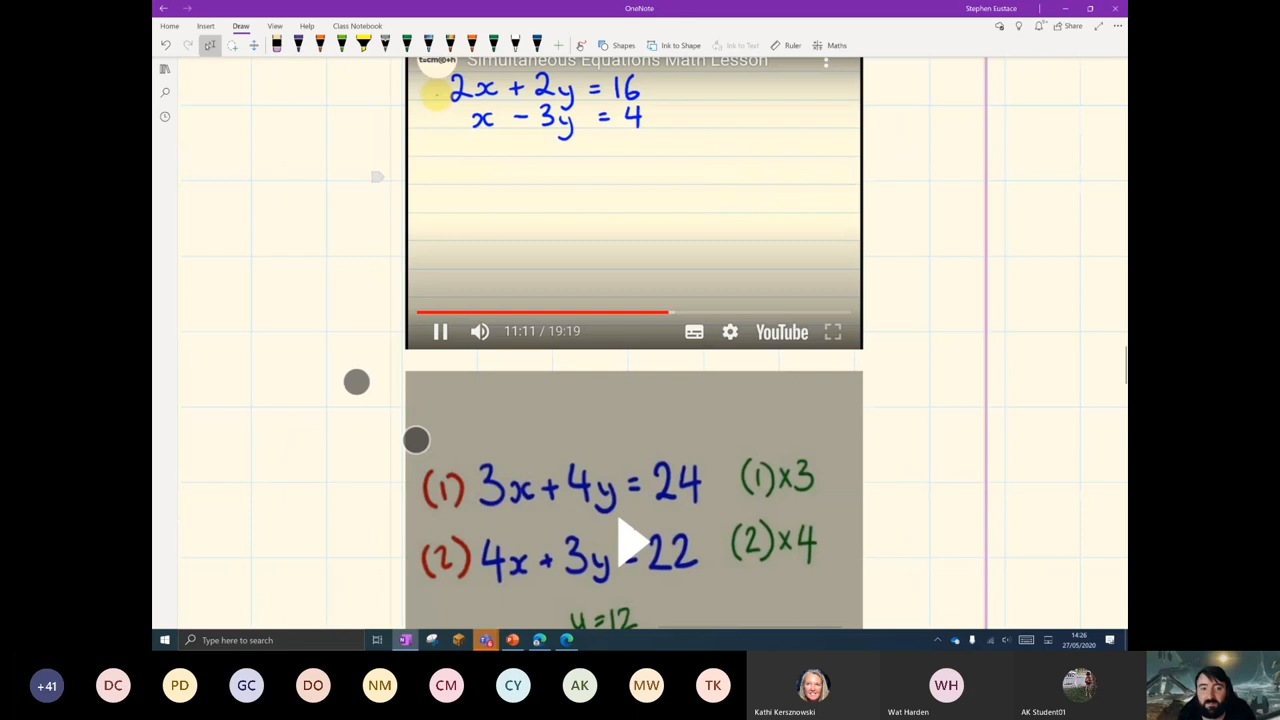 OneNote
Stephen Eustace
Home Insert Draw View Help Class Notebook
Share
Shapes Ink to Shape Ink to Text Ruler Maths
Simultaneous Equations Math Lesson
2x + 2y = 16
x - 3y = 4
11:11 / 19:19
YouTube
(1) 3x + 4y = 24 (1)×3
(2) 4x + 3y = 22 (2)×4
y = 12
Type here to search
14:26
27/05/2020
+41 DC PD GC DO NM CM CY AK MW TK WH
Kathi Kersznowski Wat Harden AK Student01